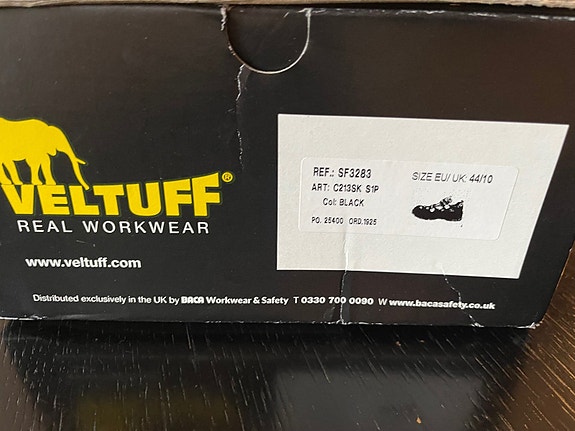 VELTUFF®
REAL WORKWEAR
www.veltuff.com
REF.: SF3283
SIZE EU/ UK: 44/10
ART: C213SK S1P
Col: BLACK
PO. 25400 ORD.1925
Distributed exclusively in the UK by BACA Workwear & Safety T 0330 700 0090 W www.bacasafety.co.uk